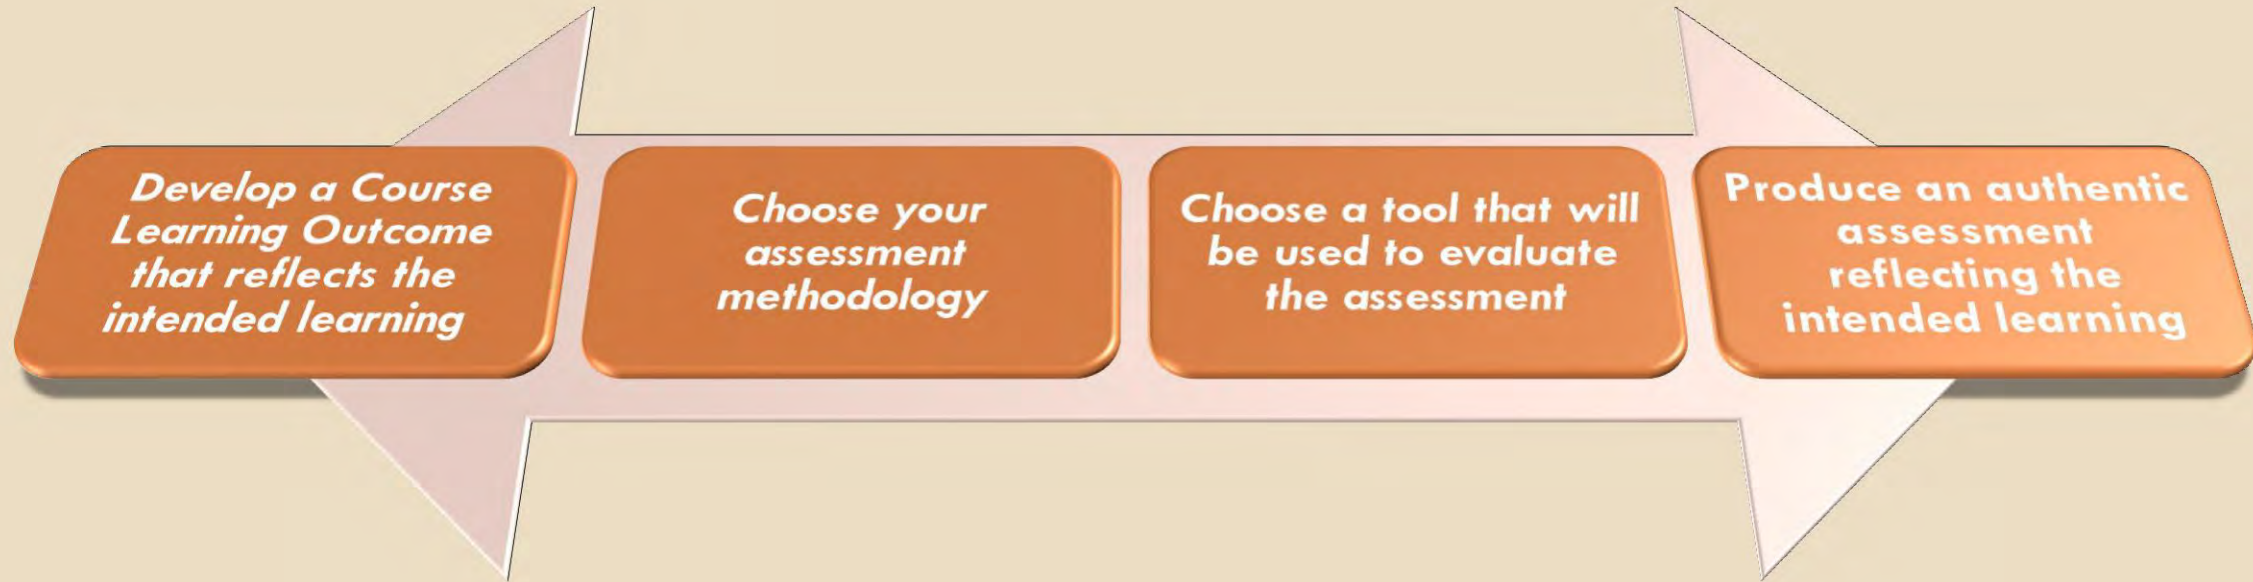 Develop a Course
Learning Outcome
that reflects the
intended learning
Choose your
assessment
methodology
Choose a tool that will
be used to evaluate
the assessment
Produce an authentic
assessment
reflecting the
intended learning